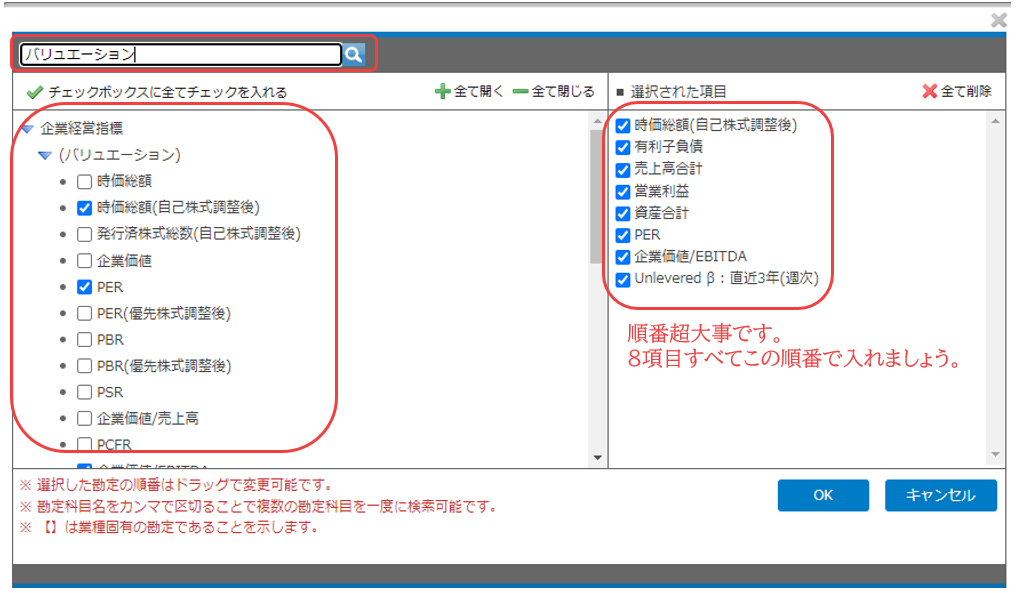 バリュエーション
チェックボックスに全てチェックを入れる
全て開く 全て閉じる
■ 選択された項目
全て削除
企業経営指標
(バリュエーション)
時価総額
時価総額(自己株式調整後)
発行済株式総数(自己株式調整後)
企業価値
PER
PER(優先株式調整後)
PBR
PBR(優先株式調整後)
PSR
企業価値/売上高
PCFR
企業価値/EBITDA
時価総額(自己株式調整後)
有利子負債
売上高合計
営業利益
資産合計
PER
企業価値/EBITDA
Unlevered β：直近3年(週次)
順番超大事です。
8項目すべてこの順番で入れましょう。
※ 選択した勘定の順番はドラッグで変更可能です。
※ 勘定科目名をカンマで区切ることで複数の勘定科目を一度に検索可能です。
※ 【】は業種固有の勘定であることを示します。
OK
キャンセル